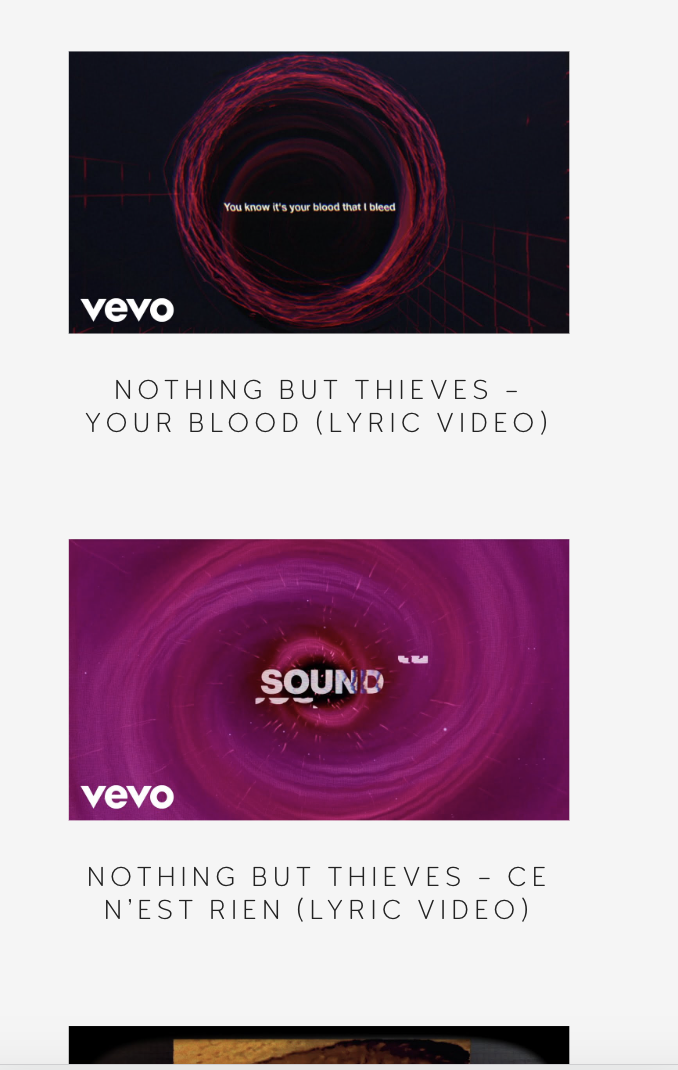 You know it's your blood that I bleed
vevo
NOTHING BUT THIEVES –
YOUR BLOOD (LYRIC VIDEO)
SOUND
vevo
NOTHING BUT THIEVES – CE
N’EST RIEN (LYRIC VIDEO)